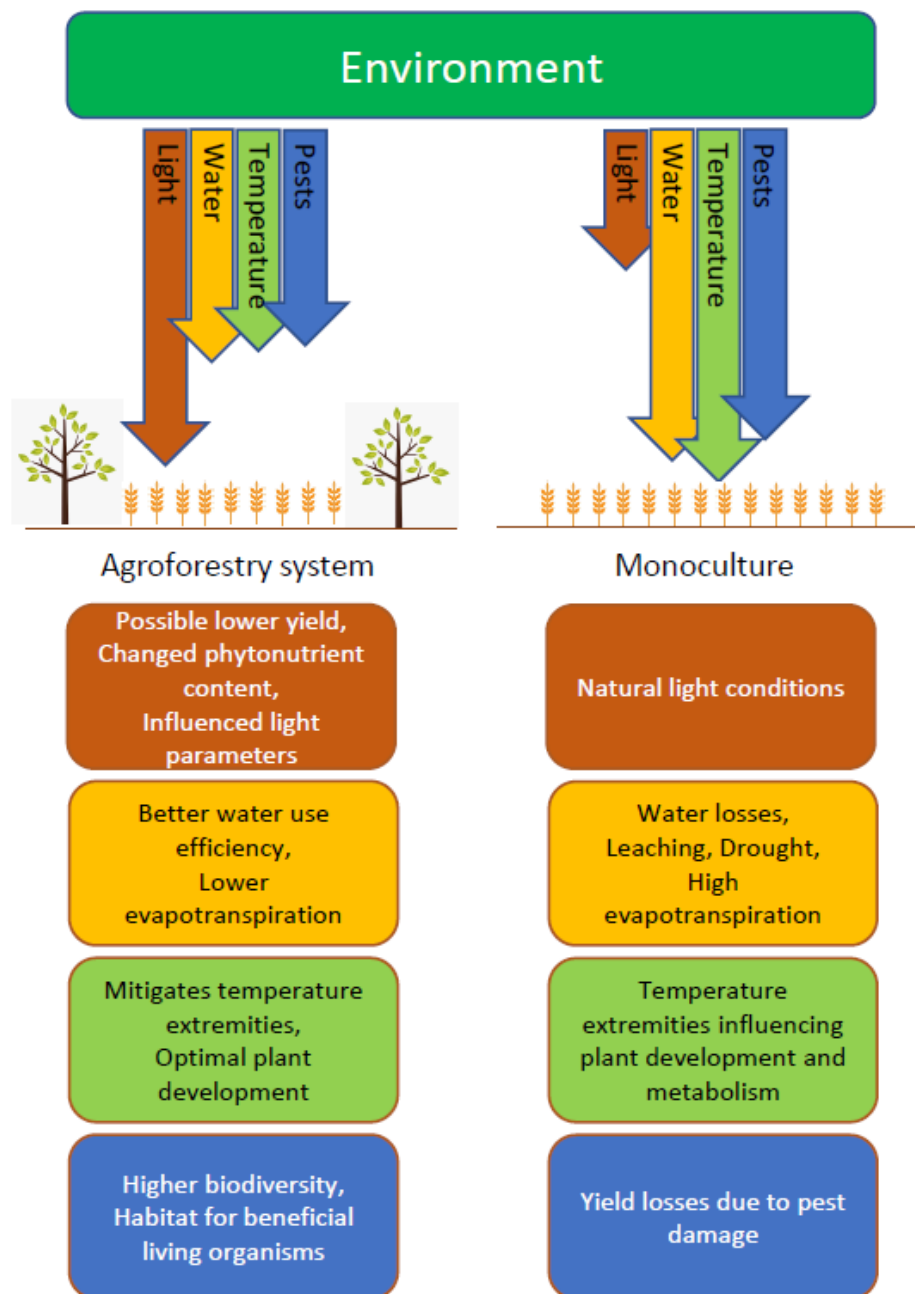 Environment
Light
Water
Temperature
Pests
Light
Water
Temperature
Pests
Agroforestry system
Monoculture
Possible lower yield,
Changed phytonutrient
content,
Influenced light
parameters
Natural light conditions
Better water use
efficiency,
Lower
evapotranspiration
Water losses,
Leaching, Drought,
High
evapotranspiration
Mitigates temperature
extremities,
Optimal plant
development
Temperature
extremities influencing
plant development and
metabolism
Higher biodiversity,
Habitat for beneficial
living organisms
Yield losses due to pest
damage